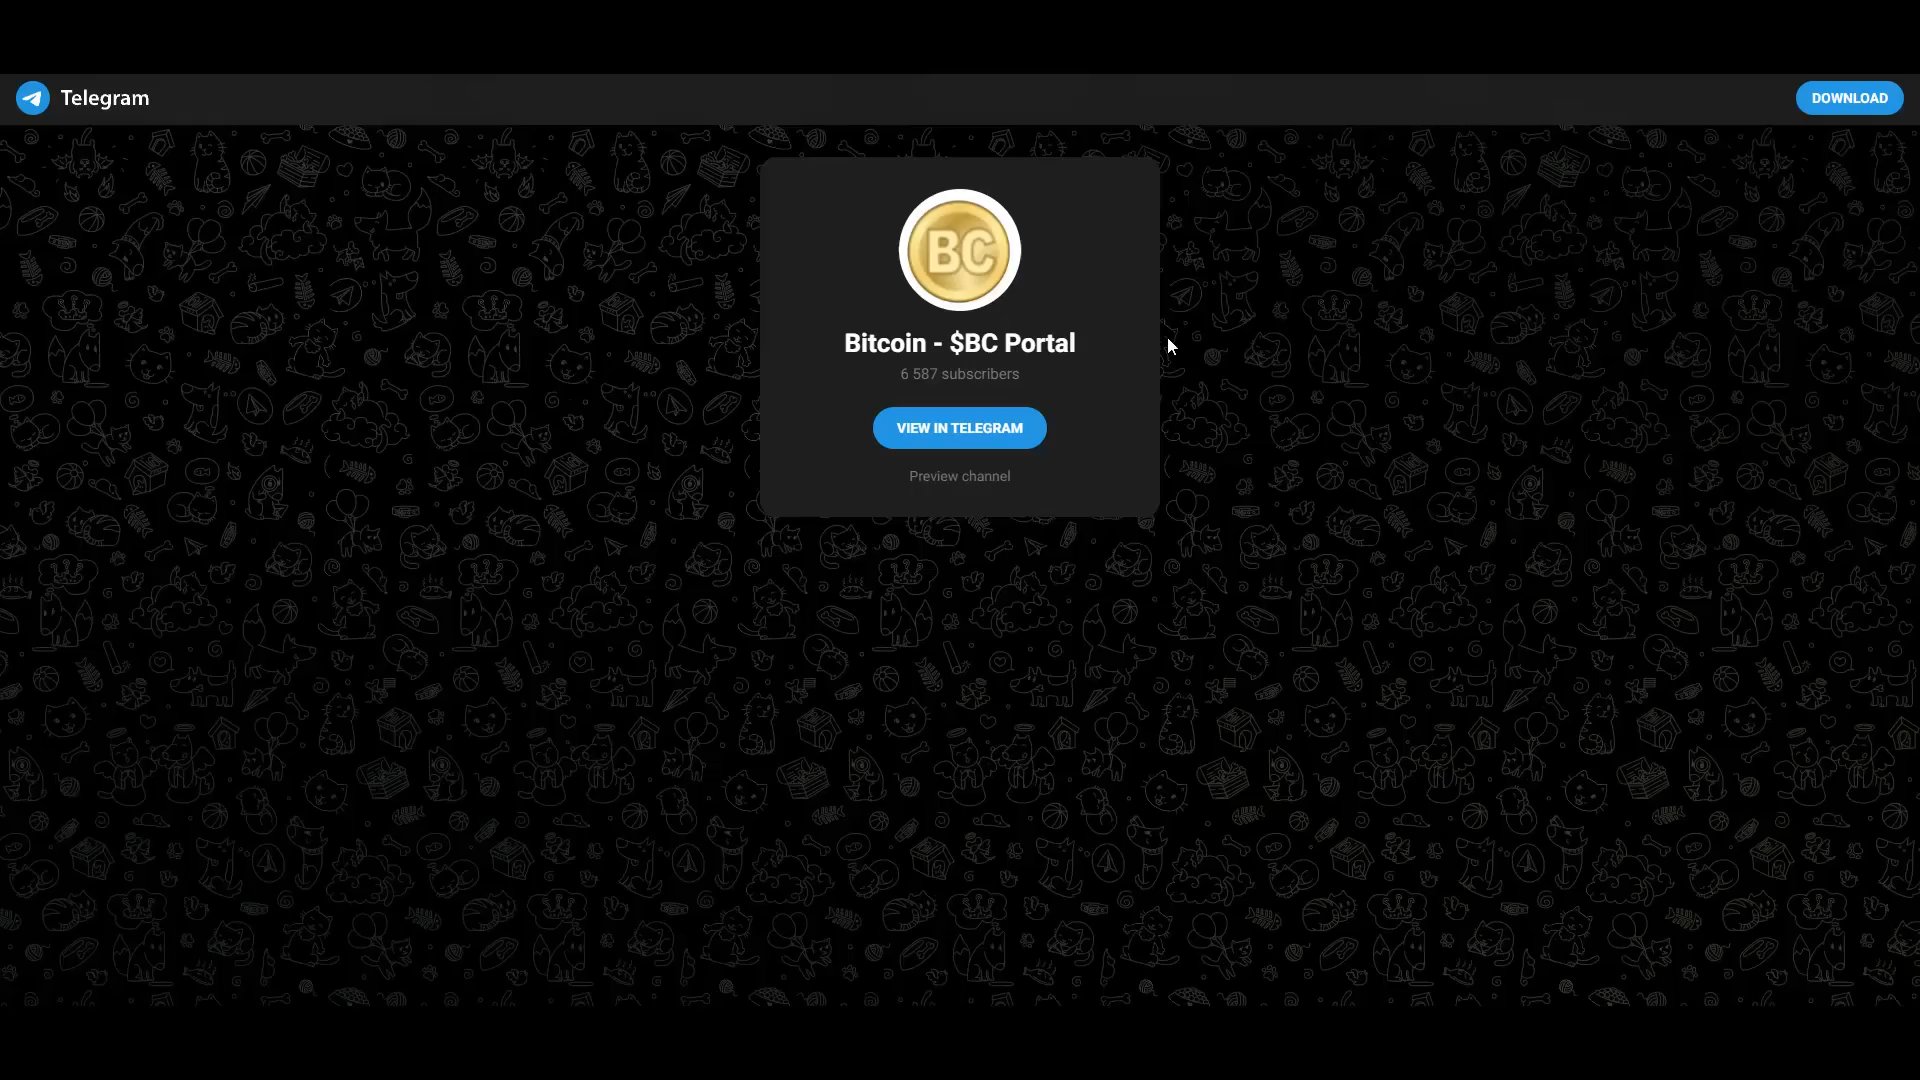 Telegram
DOWNLOAD
BC
Bitcoin - $BC Portal
6 587 subscribers
VIEW IN TELEGRAM
Preview channel